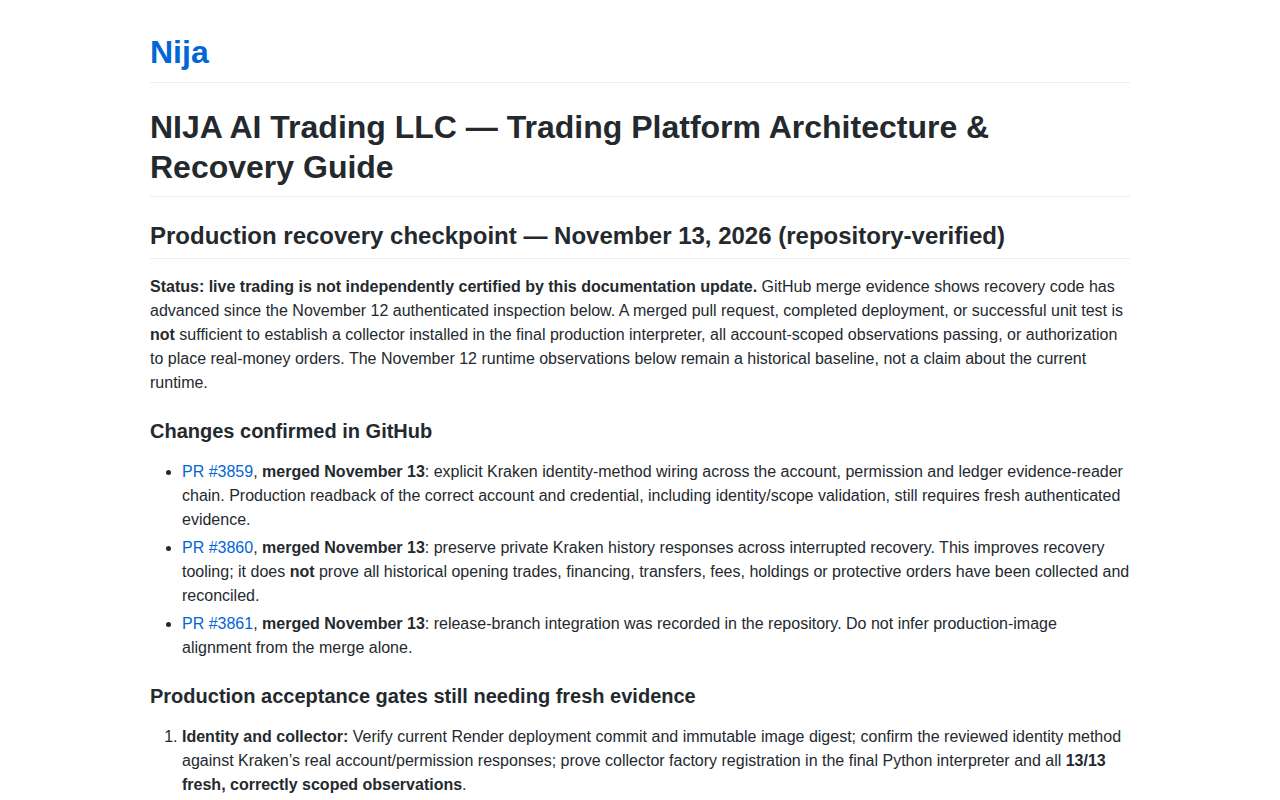 Nija
NIJA AI Trading LLC — Trading Platform Architecture &
Recovery Guide
Production recovery checkpoint — November 13, 2026 (repository-verified)
Status: live trading is not independently certified by this documentation update. GitHub merge evidence shows recovery code has
advanced since the November 12 authenticated inspection below. A merged pull request, completed deployment, or successful unit test is
not sufficient to establish a collector installed in the final production interpreter, all account-scoped observations passing, or authorization
to place real-money orders. The November 12 runtime observations below remain a historical baseline, not a claim about the current
runtime.
Changes confirmed in GitHub
• PR #3859, merged November 13: explicit Kraken identity-method wiring across the account, permission and ledger evidence-reader
chain. Production readback of the correct account and credential, including identity/scope validation, still requires fresh authenticated
evidence.
• PR #3860, merged November 13: preserve private Kraken history responses across interrupted recovery. This improves recovery
tooling; it does not prove all historical opening trades, financing, transfers, fees, holdings or protective orders have been collected and
reconciled.
• PR #3861, merged November 13: release-branch integration was recorded in the repository. Do not infer production-image
alignment from the merge alone.
Production acceptance gates still needing fresh evidence
1. Identity and collector: Verify current Render deployment commit and immutable image digest; confirm the reviewed identity method
against Kraken’s real account/permission responses; prove collector factory registration in the final Python interpreter and all 13/13
fresh, correctly scoped observations.